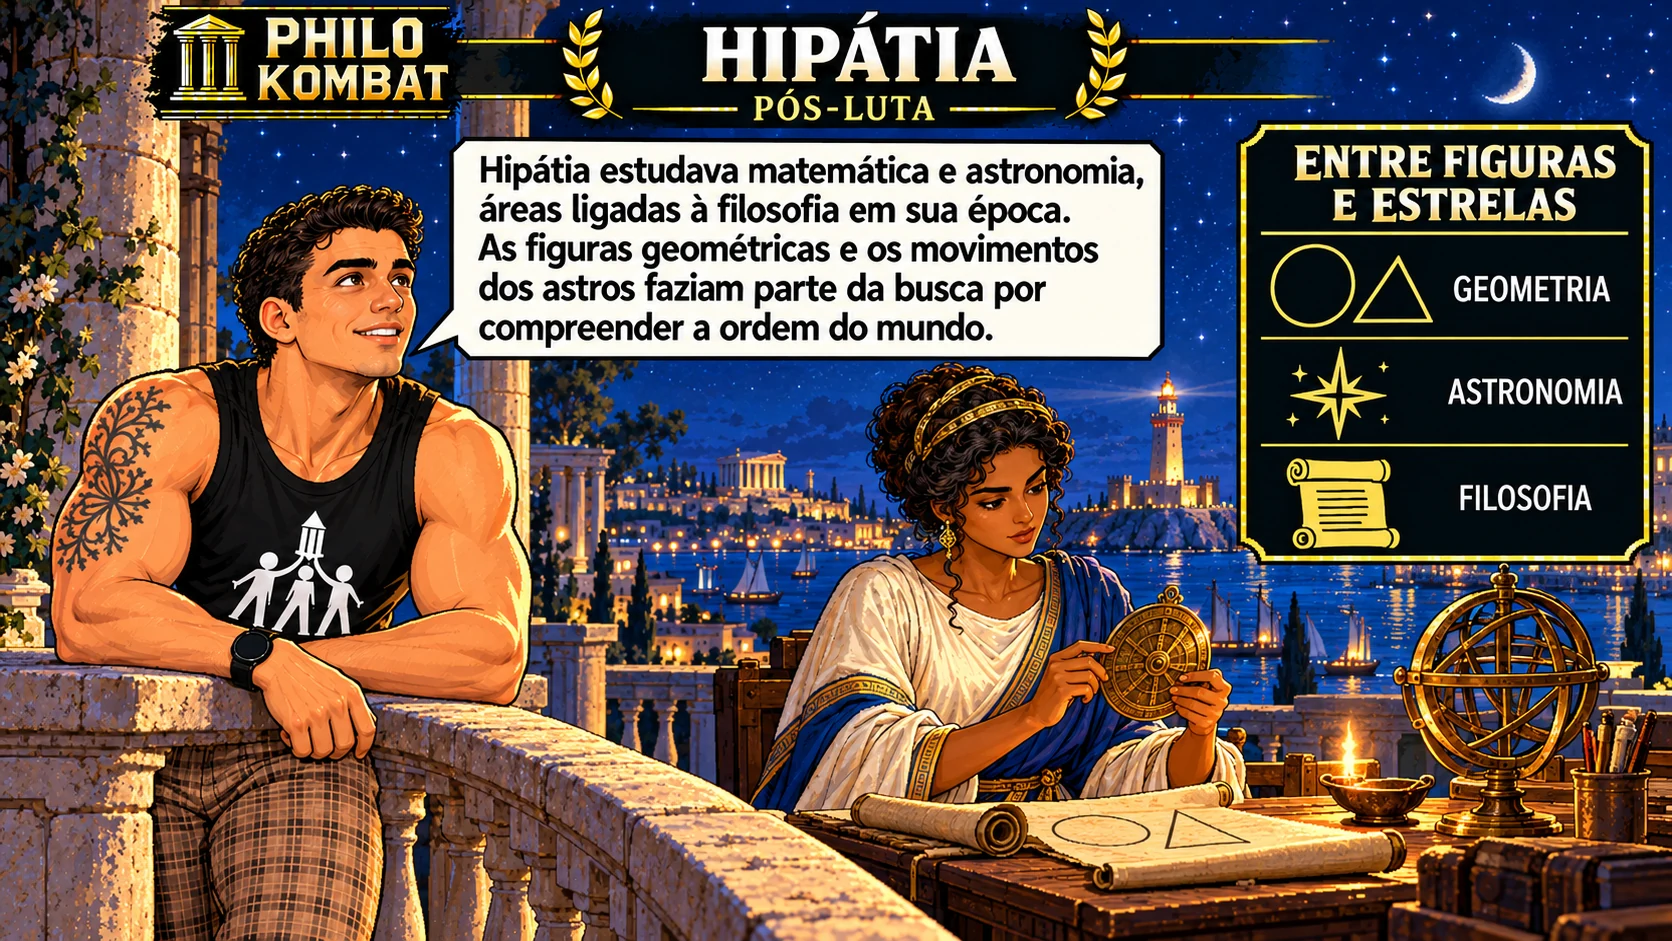 PHILO
KOMBAT
HIPÁTIA
PÓS-LUTA
Hipátia estudava matemática e astronomia,
áreas ligadas à filosofia em sua época.
As figuras geométricas e os movimentos
dos astros faziam parte da busca por
compreender a ordem do mundo.
ENTRE FIGURAS
E ESTRELAS
GEOMETRIA
ASTRONOMIA
FILOSOFIA